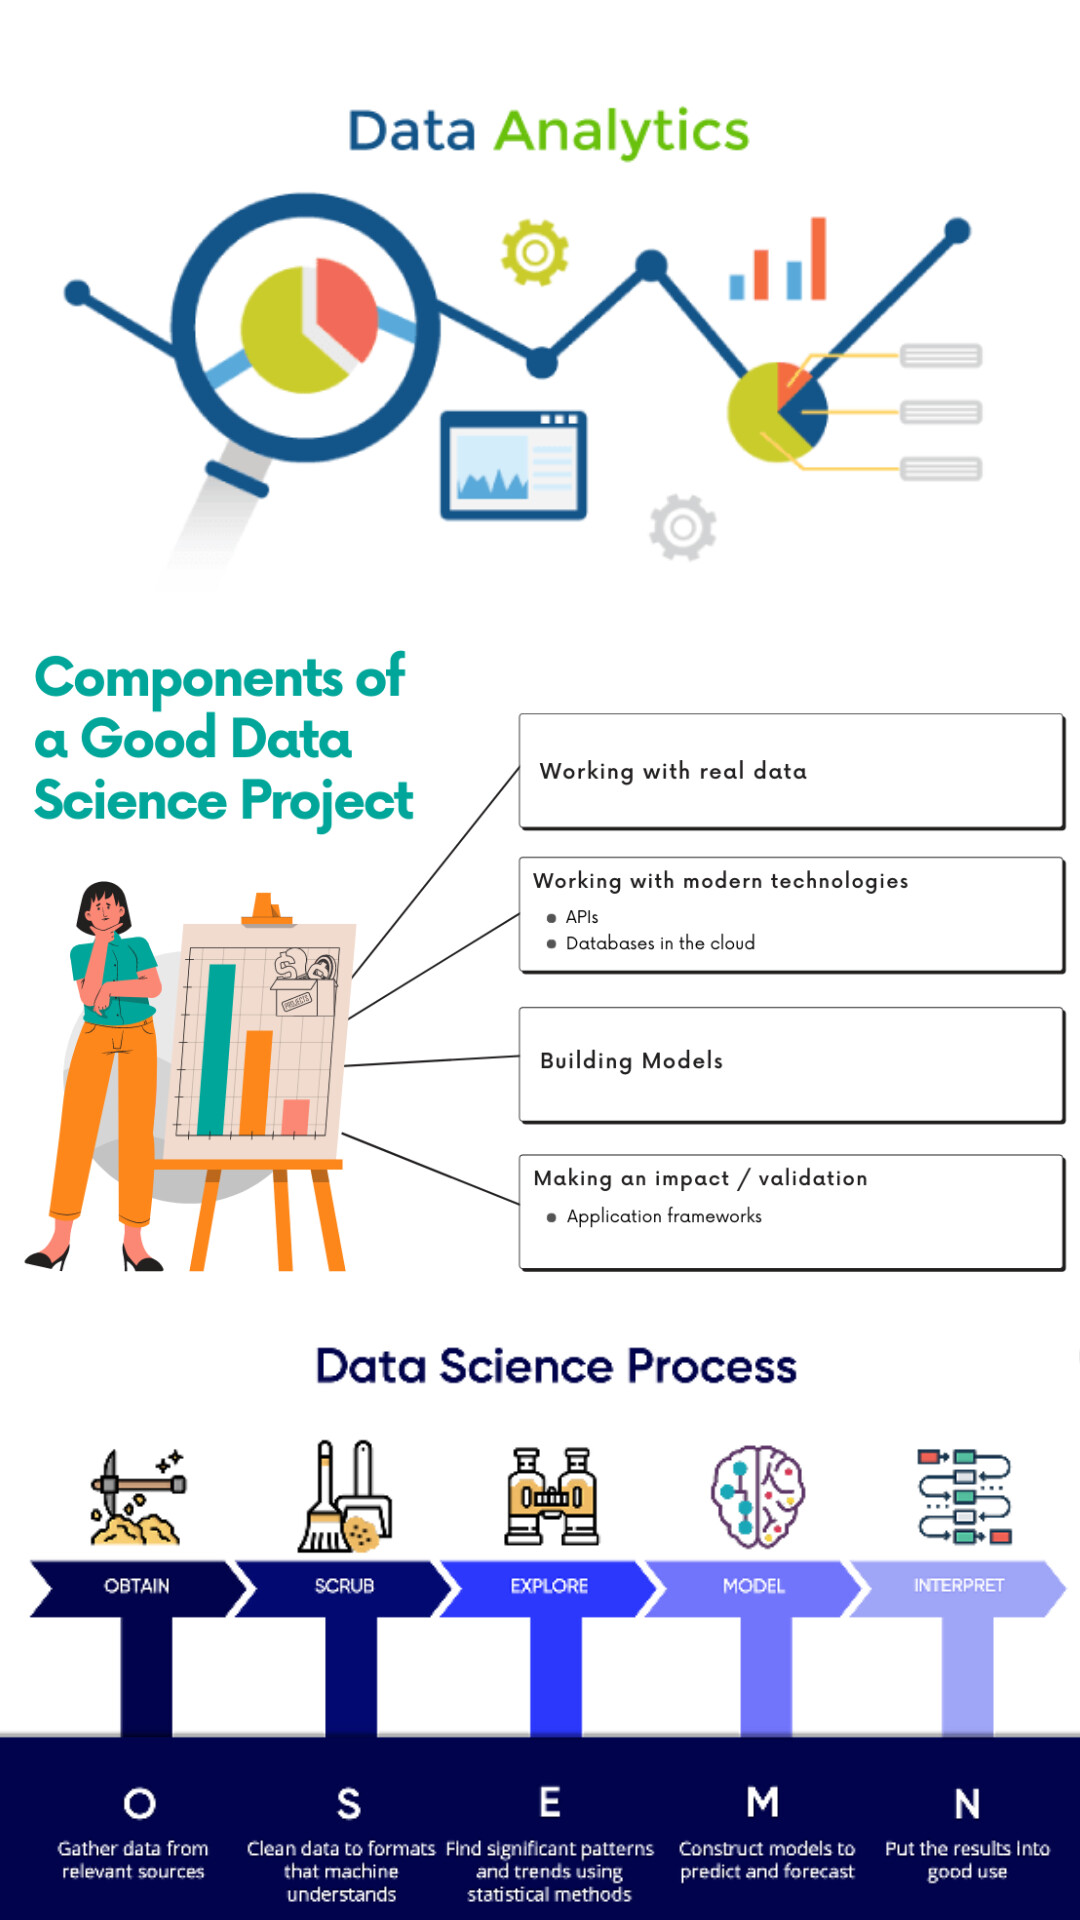 Data Analytics
Components of
a Good Data
Science Project
Working with real data
Working with modern technologies
APIs
Databases in the cloud
Building Models
Making an impact / validation
Application frameworks
PROJECTS
Data Science Process
OBTAIN
SCRUB
EXPLORE
MODEL
INTERPRET
O
S
E
M
N
Gather data from
relevant sources
Clean data to formats
that machine
understands
Find significant patterns
and trends using
statistical methods
Construct models to
predict and forecast
Put the results into
good use